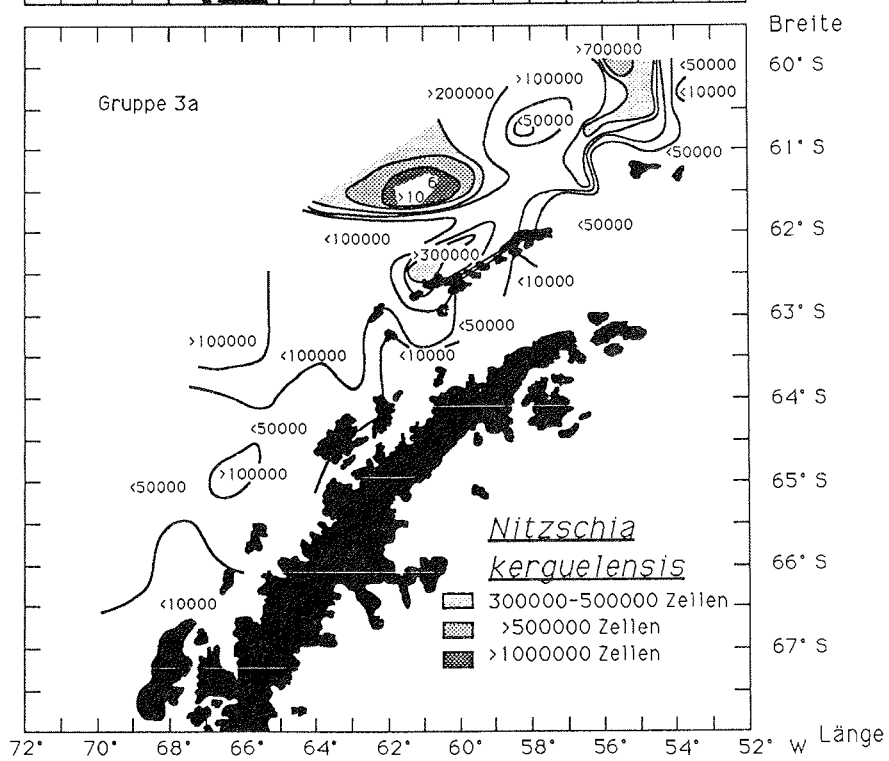 Breite
>700000
<50000
60° S
>100000
>200000
<10000
Gruppe 3a
<50000
61° S
<50000
>10⁶
<50000
62° S
<100000
>300000
<10000
63° S
<50000
>100000
<100000
<10000
64° S
<50000
>100000
65° S
<50000
Nitzschia
kerguelensis
66° S
300000-500000 Zellen
<10000
>500000 Zellen
>1000000 Zellen
67° S
72° 70° 68° 66° 64° 62° 60° 58° 56° 54° 52° W Länge